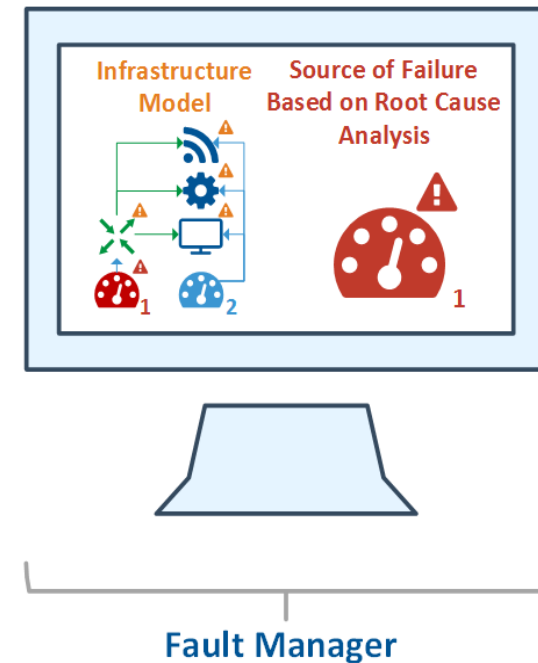 Infrastructure
Model
Source of Failure
Based on Root Cause
Analysis
1
2
1
Fault Manager